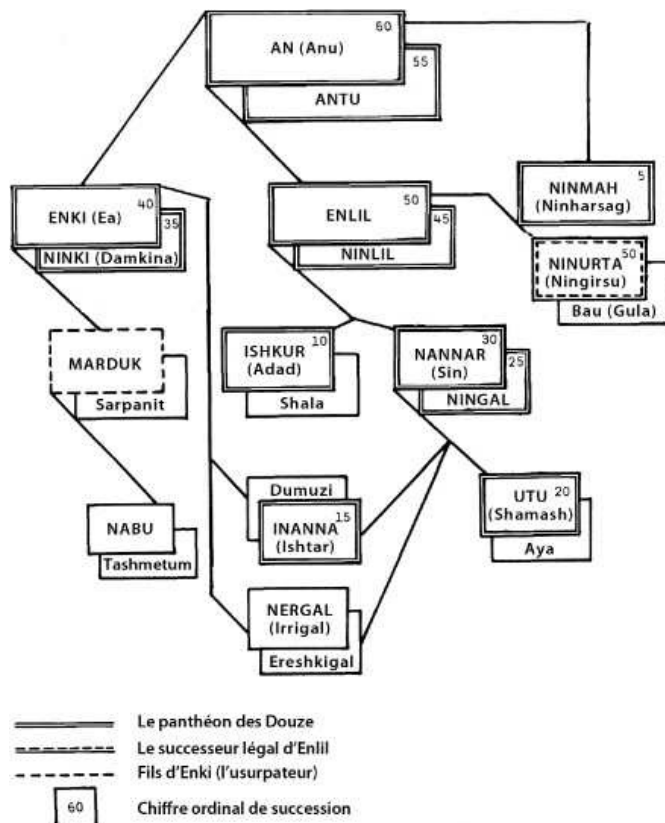 60
AN (Anu)
55
ANTU
40
ENKI (Ea)
35
NINKI (Damkina)
50
ENLIL
45
NINLIL
5
NINMAH
(Ninharsag)
50
NINURTA
(Ningirsu)
Bau (Gula)
MARDUK
Sarpanit
10
ISHKUR
(Adad)
Shala
30
NANNAR
(Sin)
25
NINGAL
NABU
Tashmetum
Dumuzi
15
INANNA
(Ishtar)
20
UTU
(Shamash)
Aya
NERGAL
(Irrigal)
Ereshkigal
Le panthéon des Douze
Le successeur légal d'Enlil
Fils d'Enki (l'usurpateur)
60 Chiffre ordinal de succession